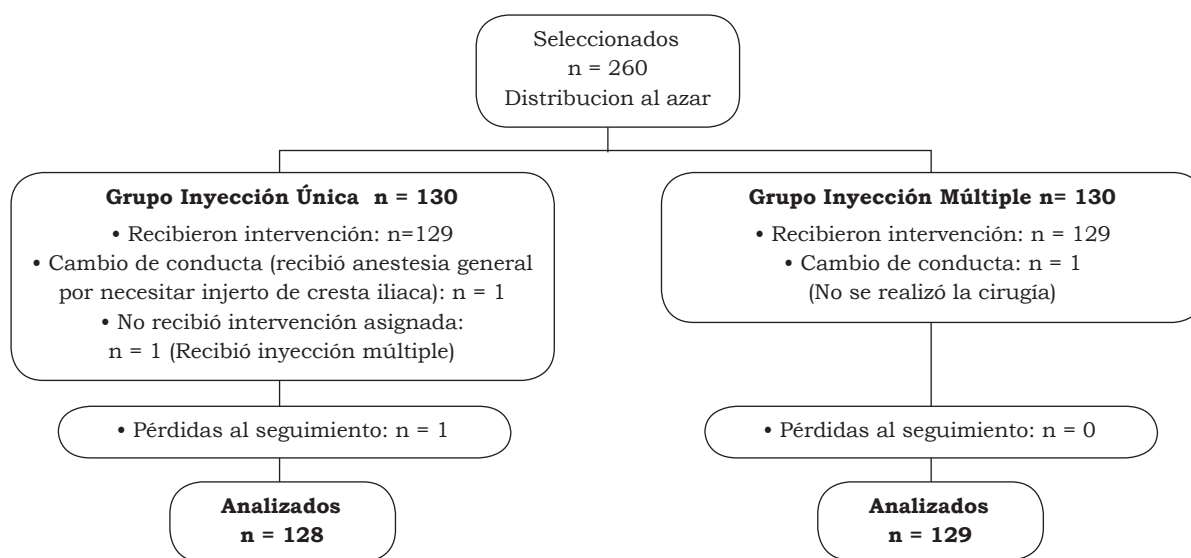 Seleccionados
n = 260
Distribucion al azar
Grupo Inyección Única n = 130
• Recibieron intervención: n=129
• Cambio de conducta (recibió anestesia general
por necesitar injerto de cresta iliaca): n = 1
• No recibió intervención asignada:
n = 1 (Recibió inyección múltiple)
Grupo Inyección Múltiple n= 130
• Recibieron intervención: n = 129
• Cambio de conducta: n = 1
(No se realizó la cirugía)
• Pérdidas al seguimiento: n = 1
• Pérdidas al seguimiento: n = 0
Analizados
n = 128
Analizados
n = 129